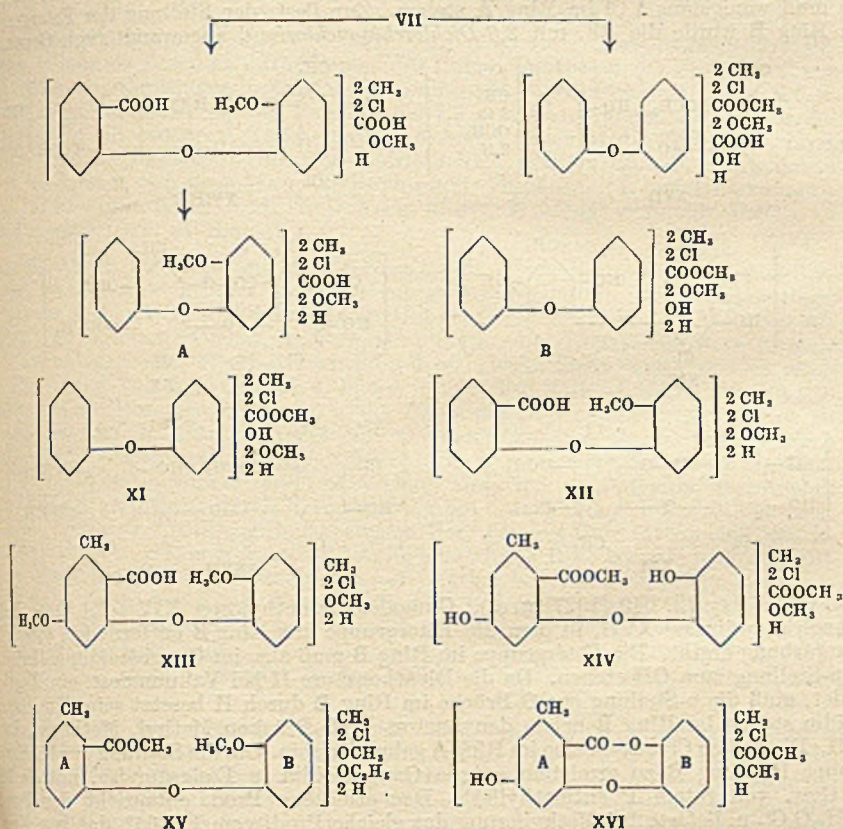 VII
COOH H₃CO O 2 CH₃
2 Cl
COOH
OCH₃
H
O 2 CH₃
2 Cl
COOCH₃
2 OCH₃
COOH
OH
H
H₃CO O 2 CH₃
2 Cl
COOH
2 OCH₃
2 H
A
O 2 CH₃
2 Cl
COOCH₃
2 OCH₃
OH
2 H
B
O 2 CH₃
2 Cl
COOCH₃
OH
2 OCH₃
2 H
XI
COOH H₃CO O 2 CH₃
2 Cl
2 OCH₃
2 H
XII
CH₃
COOH H₃CO
H₃CO O
CH₃
2 Cl
OCH₃
2 H
XIII
CH₃
COOCH₃ HO
HO O
CH₃
2 Cl
COOCH₃
OCH₃
H
XIV
CH₃
A COOCH₃ H₅C₂O B
O
CH₃
2 Cl
OCH₃
OC₂H₅
2 H
XV
CH₃
A CO O B
HO O
CH₃
2 Cl
COOCH₃
OCH₃
H
XVI